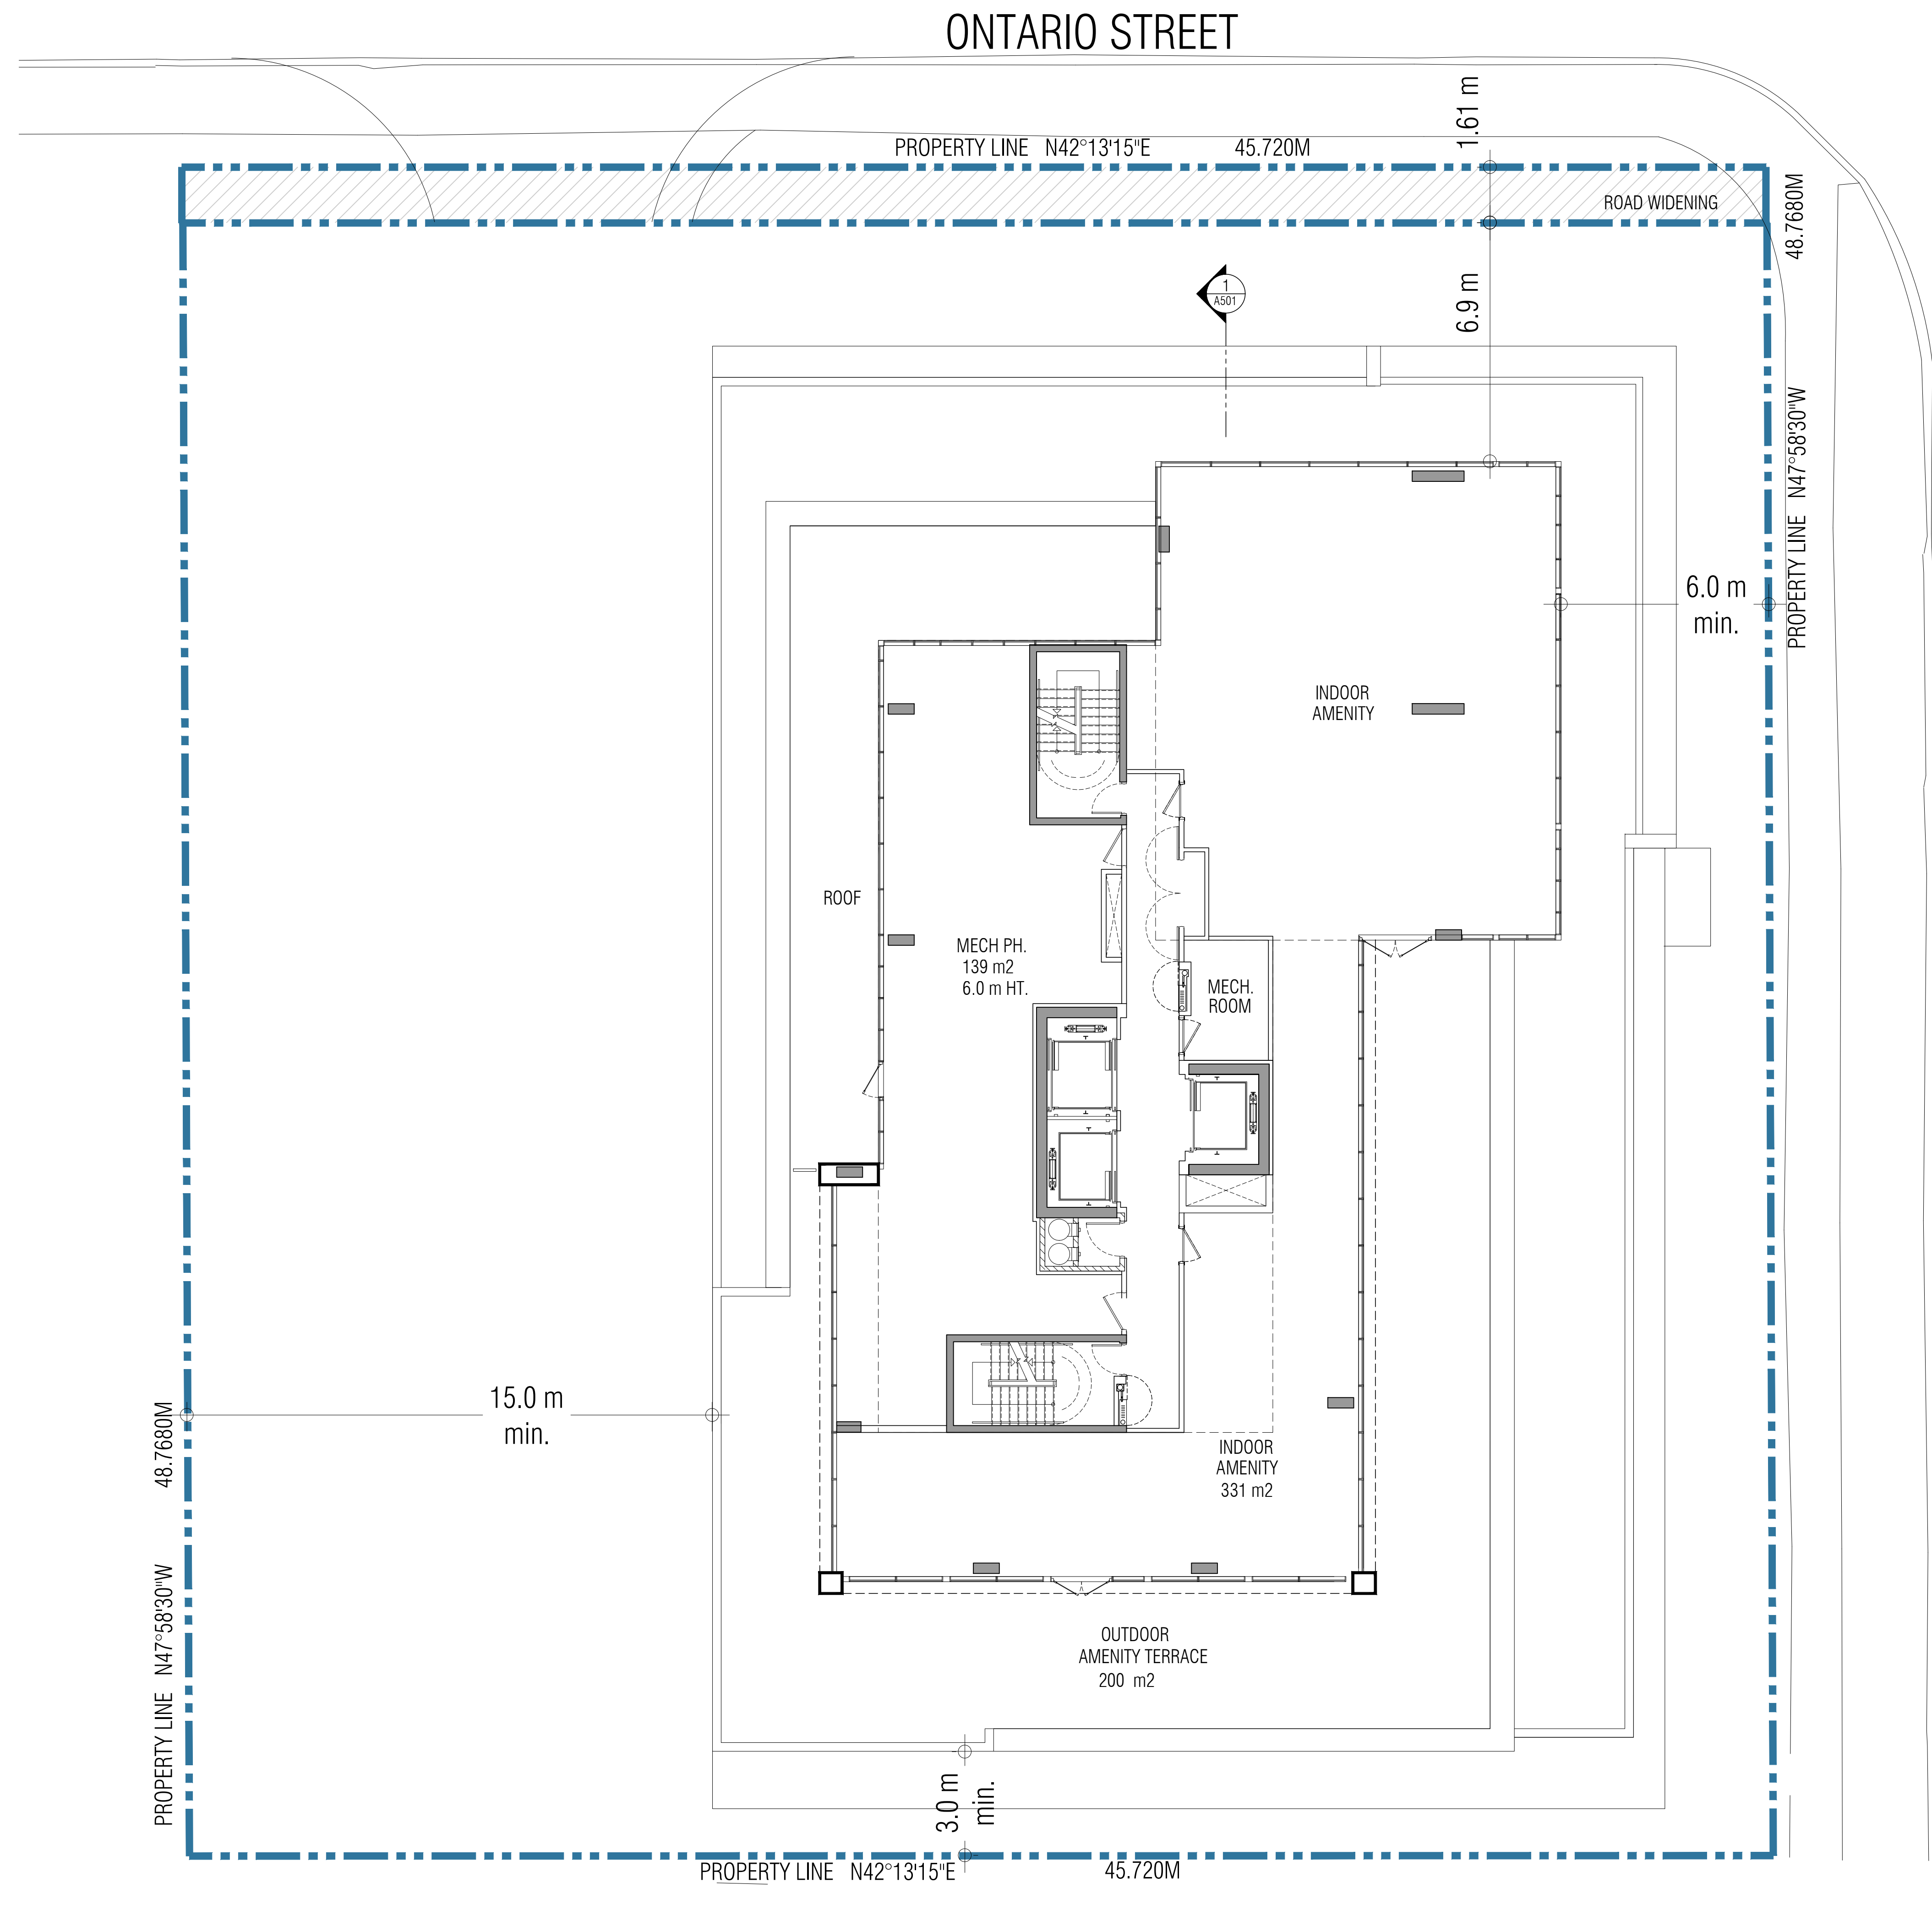 ONTARIO STREET
PROPERTY LINE N42°13'15"E 45.720M
1.61 m
ROAD WIDENING
48.7680M
6.9 m
1
A501
PROPERTY LINE N47°58'30"W
6.0 m
min.
INDOOR
AMENITY
ROOF
MECH PH.
139 m2
6.0 m HT.
MECH.
ROOM
15.0 m
min.
48.7680M
PROPERTY LINE N47°58'30"W
INDOOR
AMENITY
331 m2
OUTDOOR
AMENITY TERRACE
200 m2
3.0 m
min.
PROPERTY LINE N42°13'15"E 45.720M